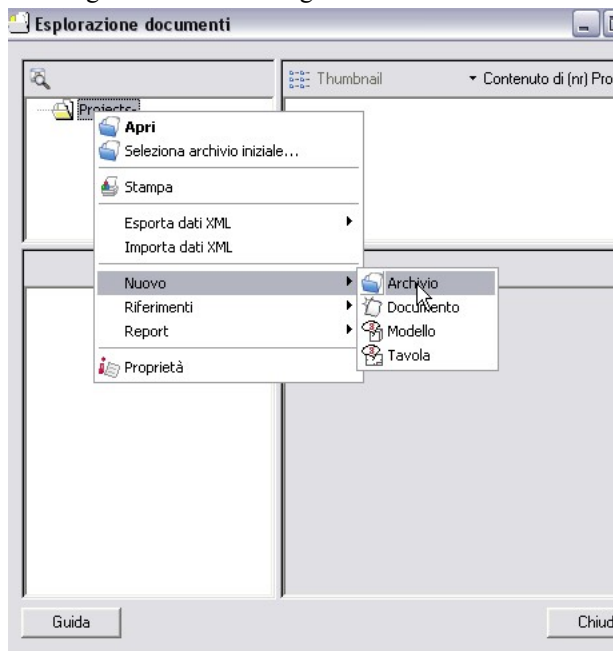 Esplorazione documenti
Thumbnail
Contenuto di (nr) Pro
Projects-
Apri
Seleziona archivio iniziale...
Stampa
Esporta dati XML
Importa dati XML
Nuovo
Riferimenti
Report
Proprietà
Archivio
Documento
Modello
Tavola
Guida
Chiud